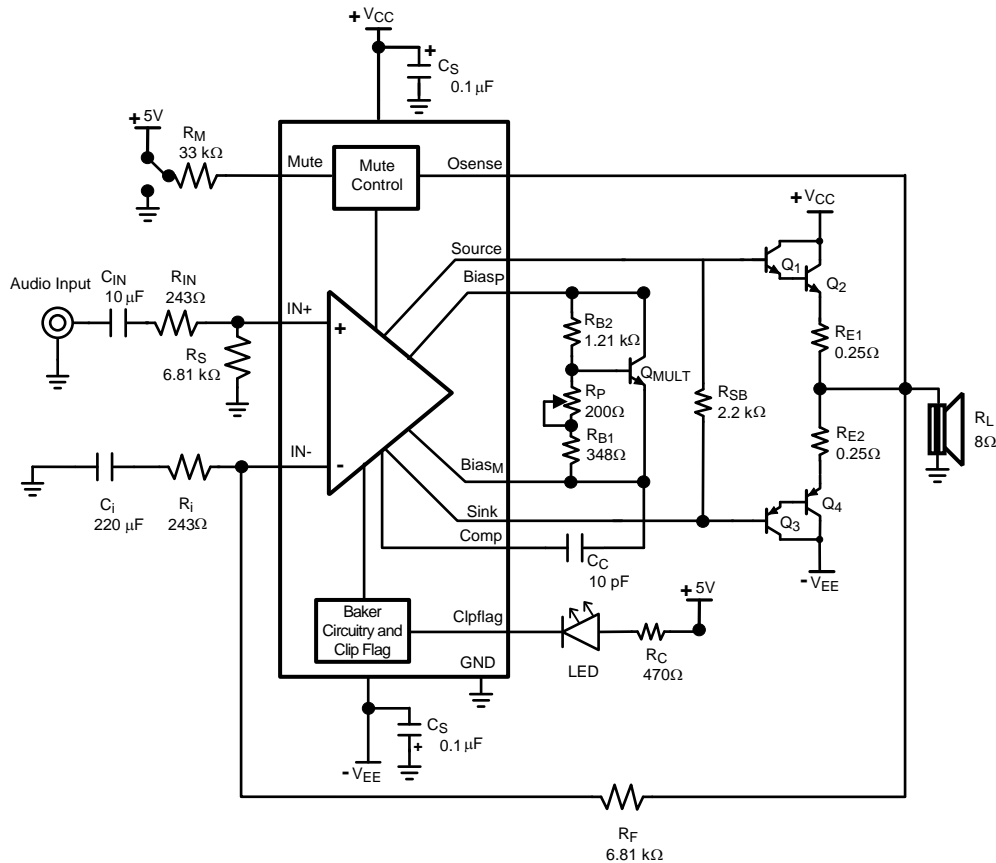 + VCC
+
CS
0.1 μF
+ 5V
RM
33 kΩ
Mute
Mute
Control
Osense
+ VCC
Source
BiasP
Q1
Q2
Audio Input
CIN
10 μF
RIN
243Ω
IN+
+
RS
6.81 kΩ
RB2
1.21 kΩ
QMULT
RP
200Ω
RB1
348Ω
RSB
2.2 kΩ
RE1
0.25Ω
RE2
0.25Ω
RL
8Ω
IN-
-
Ci
220 μF
Ri
243Ω
BiasM
Sink
Comp
CC
10 pF
Q3
Q4
- VEE
Baker
Circuitry and
Clip Flag
Clpflag
LED
RC
470Ω
+ 5V
GND
CS
0.1 μF
+
- VEE
RF
6.81 kΩ